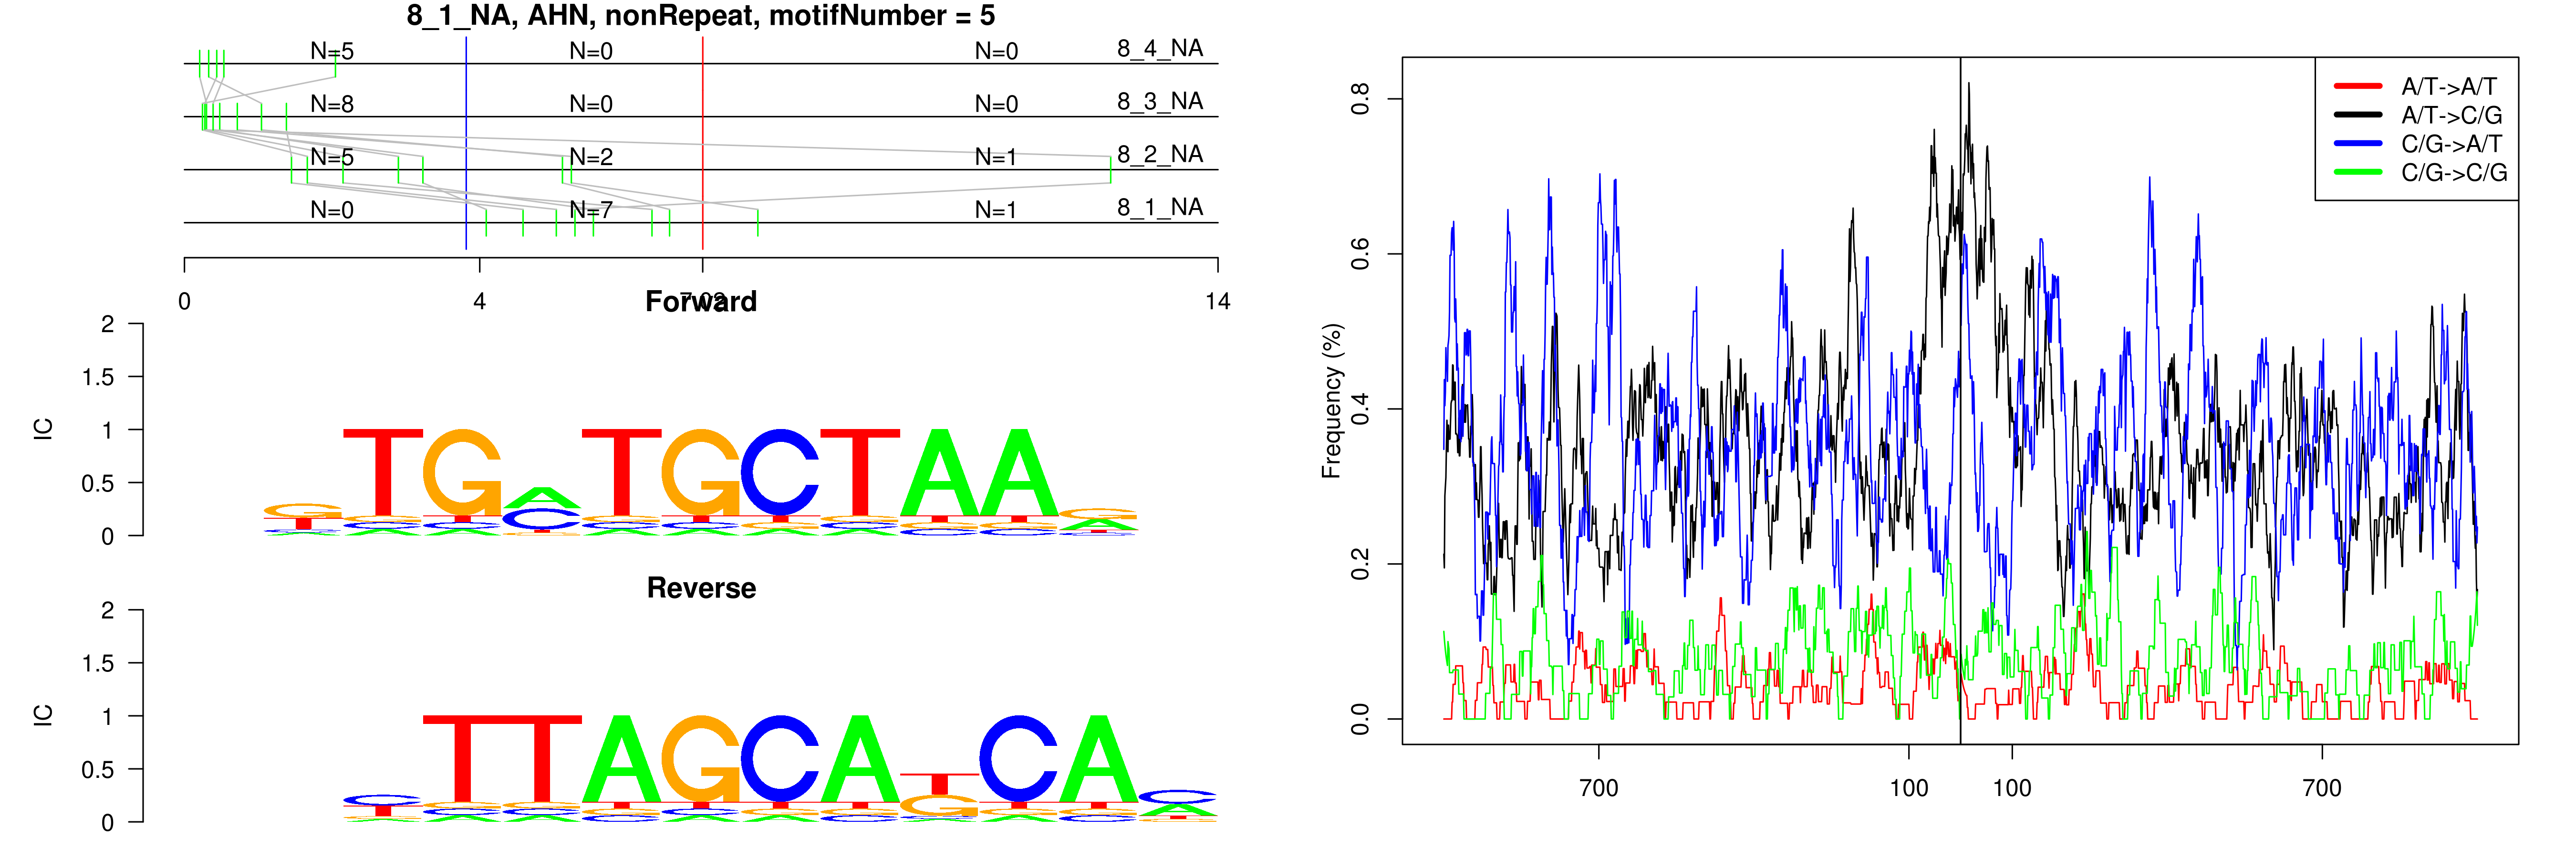 8_1_NA, AHN, nonRepeat, motifNumber = 5
N=5 N=0 N=0 8_4_NA
N=8 N=0 N=0 8_3_NA
N=5 N=2 N=1 8_2_NA
N=0 N=7 N=1 8_1_NA
0 4 14
Forward
2
1.5
1
0.5
0
IC
TG TGCTAA
Reverse
2
1.5
1
0.5
0
IC
TTAGCATCA
A/T->A/T
A/T->C/G
C/G->A/T
C/G->C/G
Frequency (%)
0.8
0.6
0.4
0.2
0.0
700 100 100 700